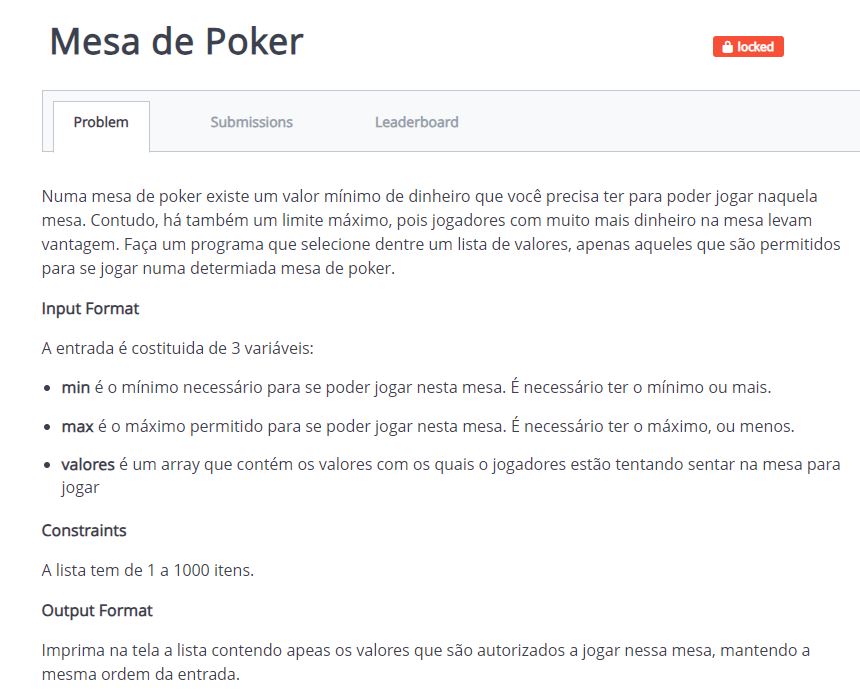 Mesa de Poker
locked
Problem
Submissions
Leaderboard
Numa mesa de poker existe um valor mínimo de dinheiro que você precisa ter para poder jogar naquela
mesa. Contudo, há também um limite máximo, pois jogadores com muito mais dinheiro na mesa levam
vantagem. Faça um programa que selecione dentre um lista de valores, apenas aqueles que são permitidos
para se jogar numa determiada mesa de poker.
Input Format
A entrada é costituida de 3 variáveis:
• min é o mínimo necessário para se poder jogar nesta mesa. É necessário ter o mínimo ou mais.
• max é o máximo permitido para se poder jogar nesta mesa. É necessário ter o máximo, ou menos.
• valores é um array que contém os valores com os quais o jogadores estão tentando sentar na mesa para
jogar
Constraints
A lista tem de 1 a 1000 itens.
Output Format
Imprima na tela a lista contendo apeas os valores que são autorizados a jogar nessa mesa, mantendo a
mesma ordem da entrada.